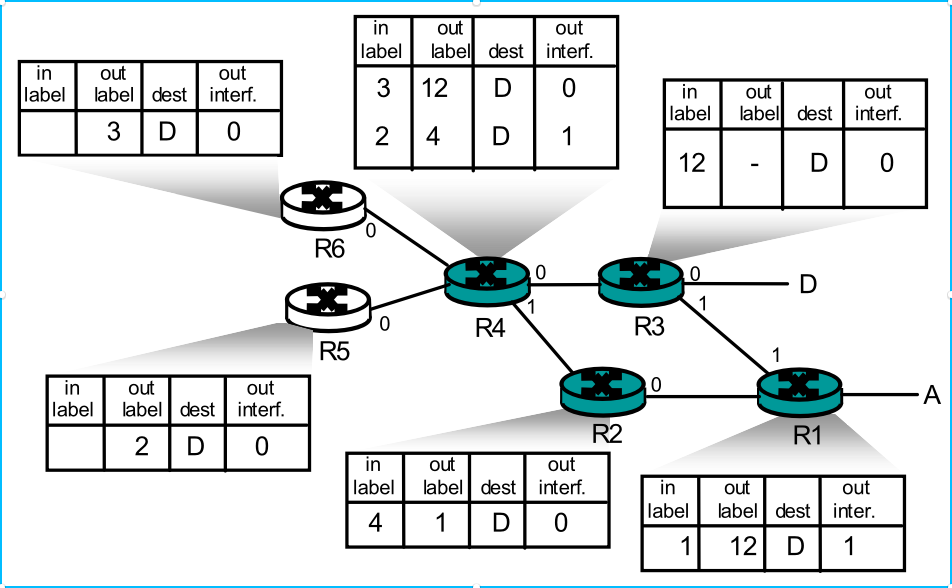 in out dest out
label label interf.
3 12 D 0
2 4 D 1
in out dest out
label label interf.
3 D 0
in out dest out
label label interf.
12 - D 0
R6
0
R5
0
R4
0
1
R3
0
1
D
R2
0
R1
1
A
in out dest out
label label interf.
2 D 0
in out dest out
label label interf.
4 1 D 0
in out dest out
label label inter.
1 12 D 1